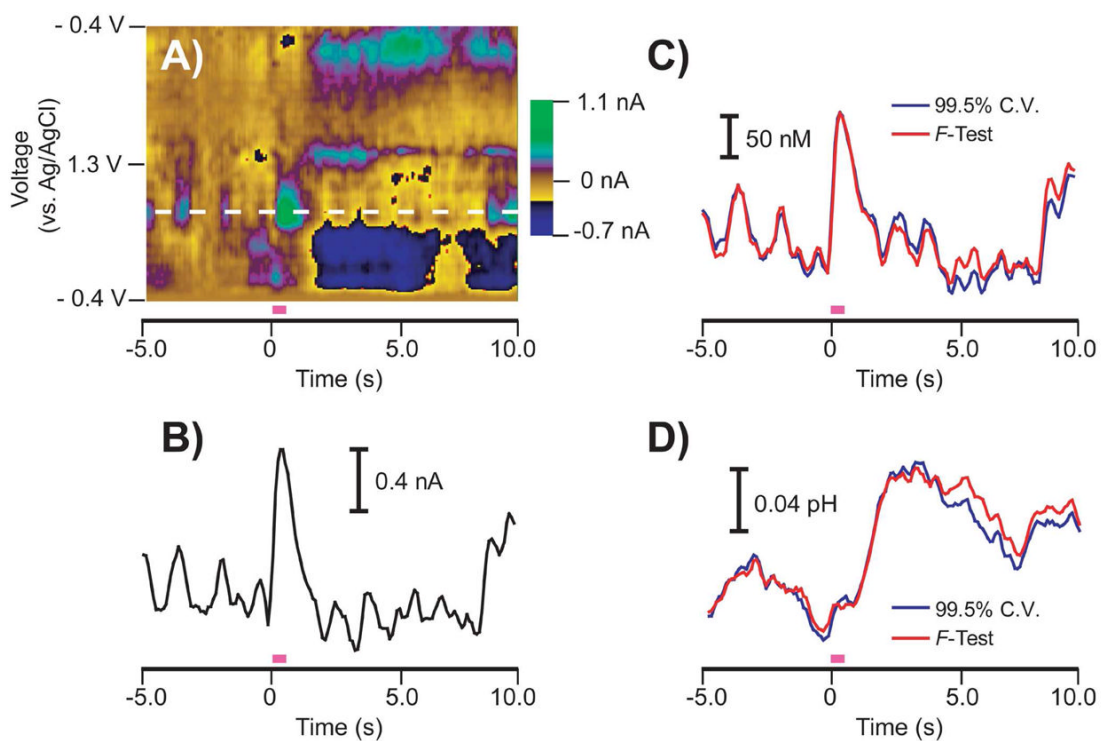 A)
- 0.4 V
1.3 V
- 0.4 V
Voltage
(vs. Ag/AgCl)
1.1 nA
0 nA
-0.7 nA
-5.0 0 5.0 10.0
Time (s)
B)
0.4 nA
-5.0 0 5.0 10.0
Time (s)
C)
50 nM
99.5% C.V.
F-Test
-5.0 0 5.0 10.0
Time (s)
D)
0.04 pH
99.5% C.V.
F-Test
-5.0 0 5.0 10.0
Time (s)